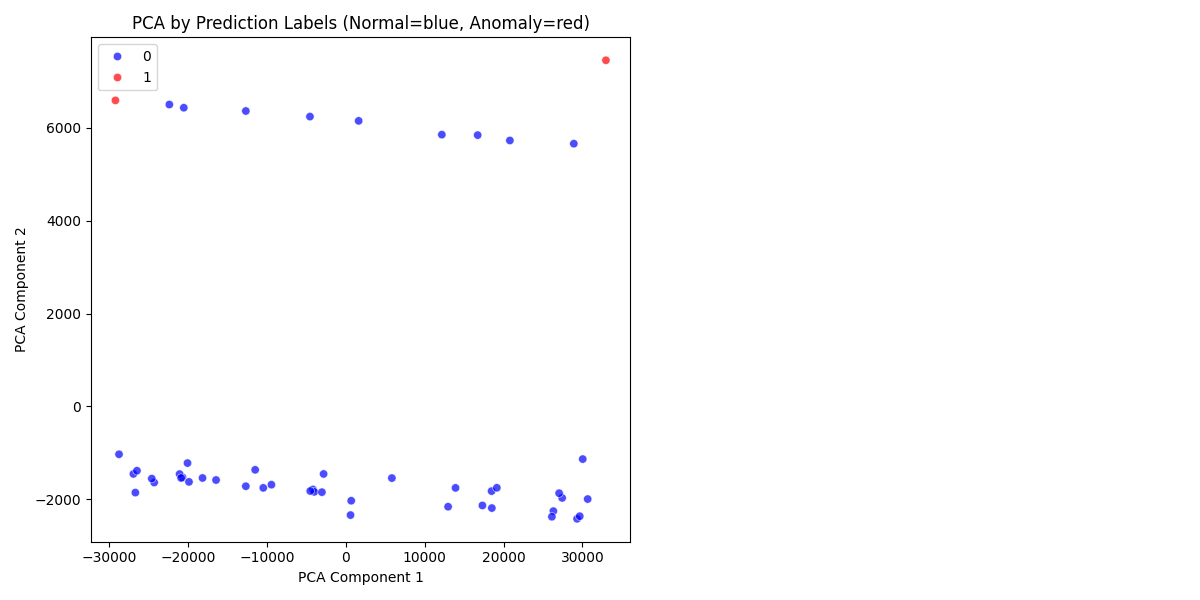 PCA by Prediction Labels (Normal=blue, Anomaly=red)
0
1
6000
4000
2000
0
−2000
PCA Component 2
−30000 −20000 −10000 0 10000 20000 30000
PCA Component 1